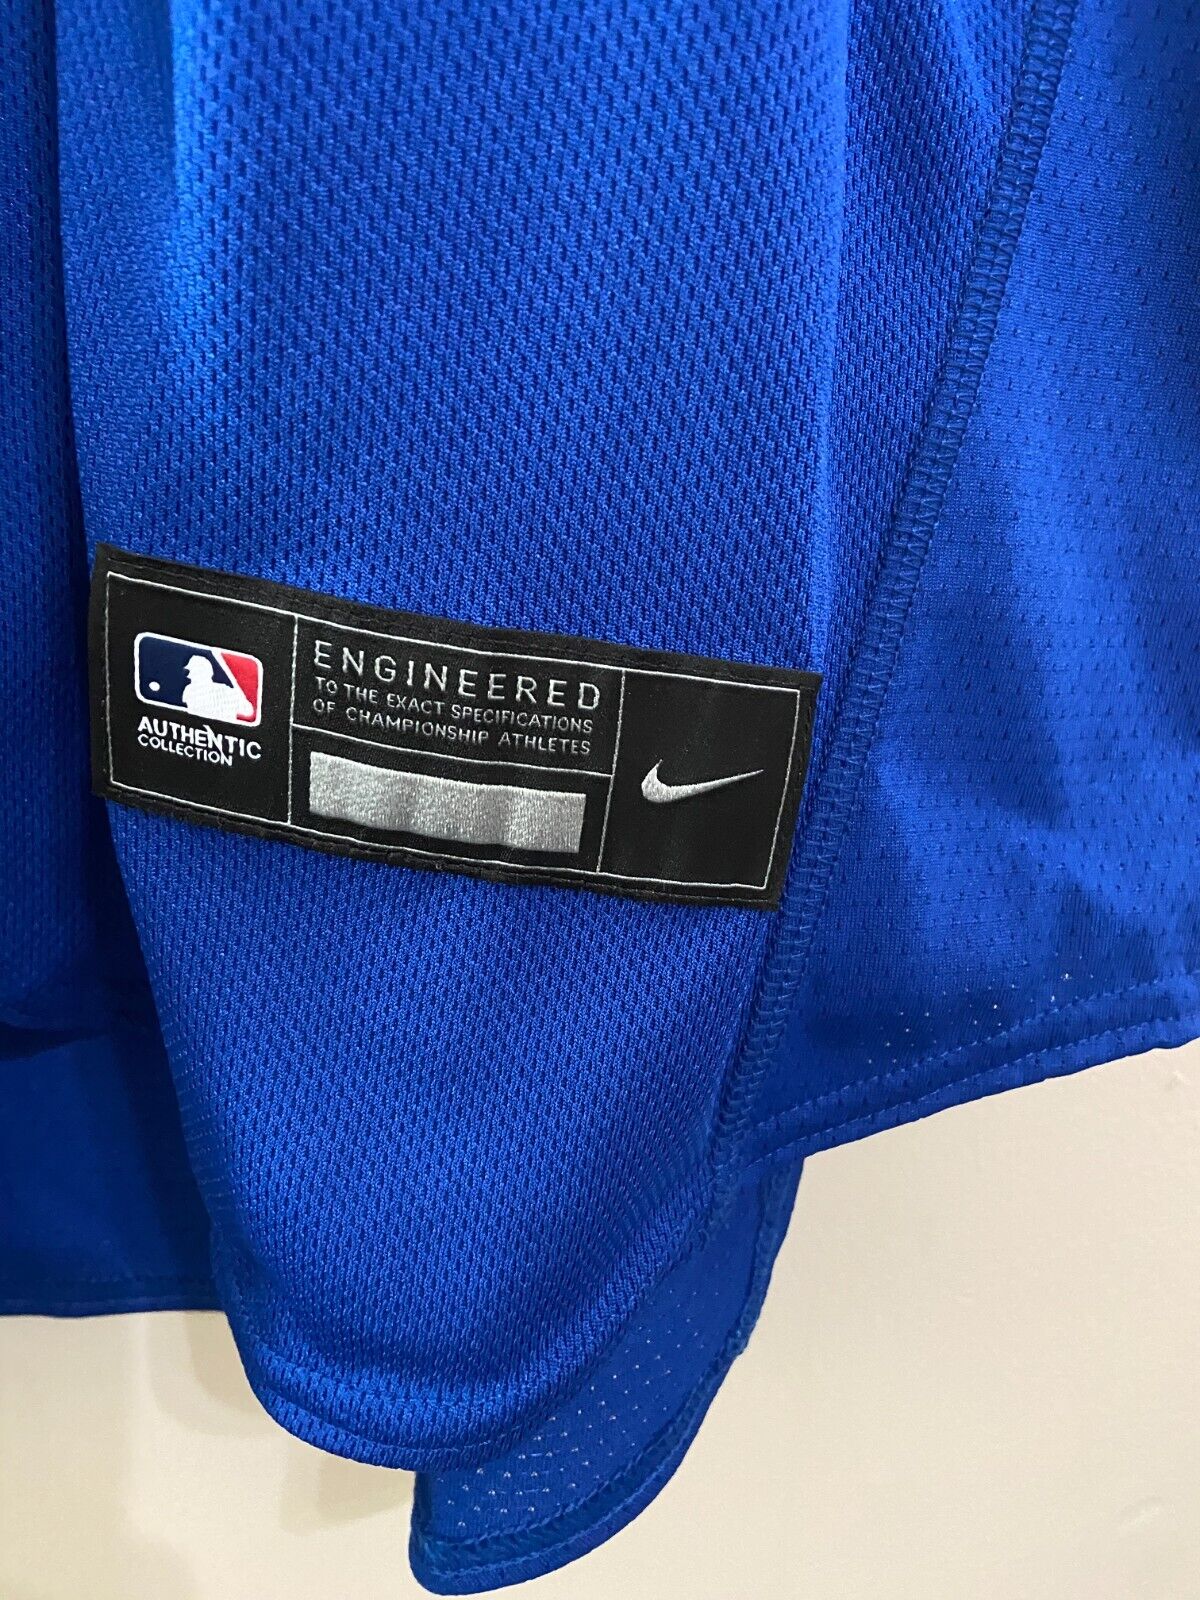 AUTHENTIC
COLLECTION
ENGINEERED
TO THE EXACT SPECIFICATIONS
OF CHAMPIONSHIP ATHLETES